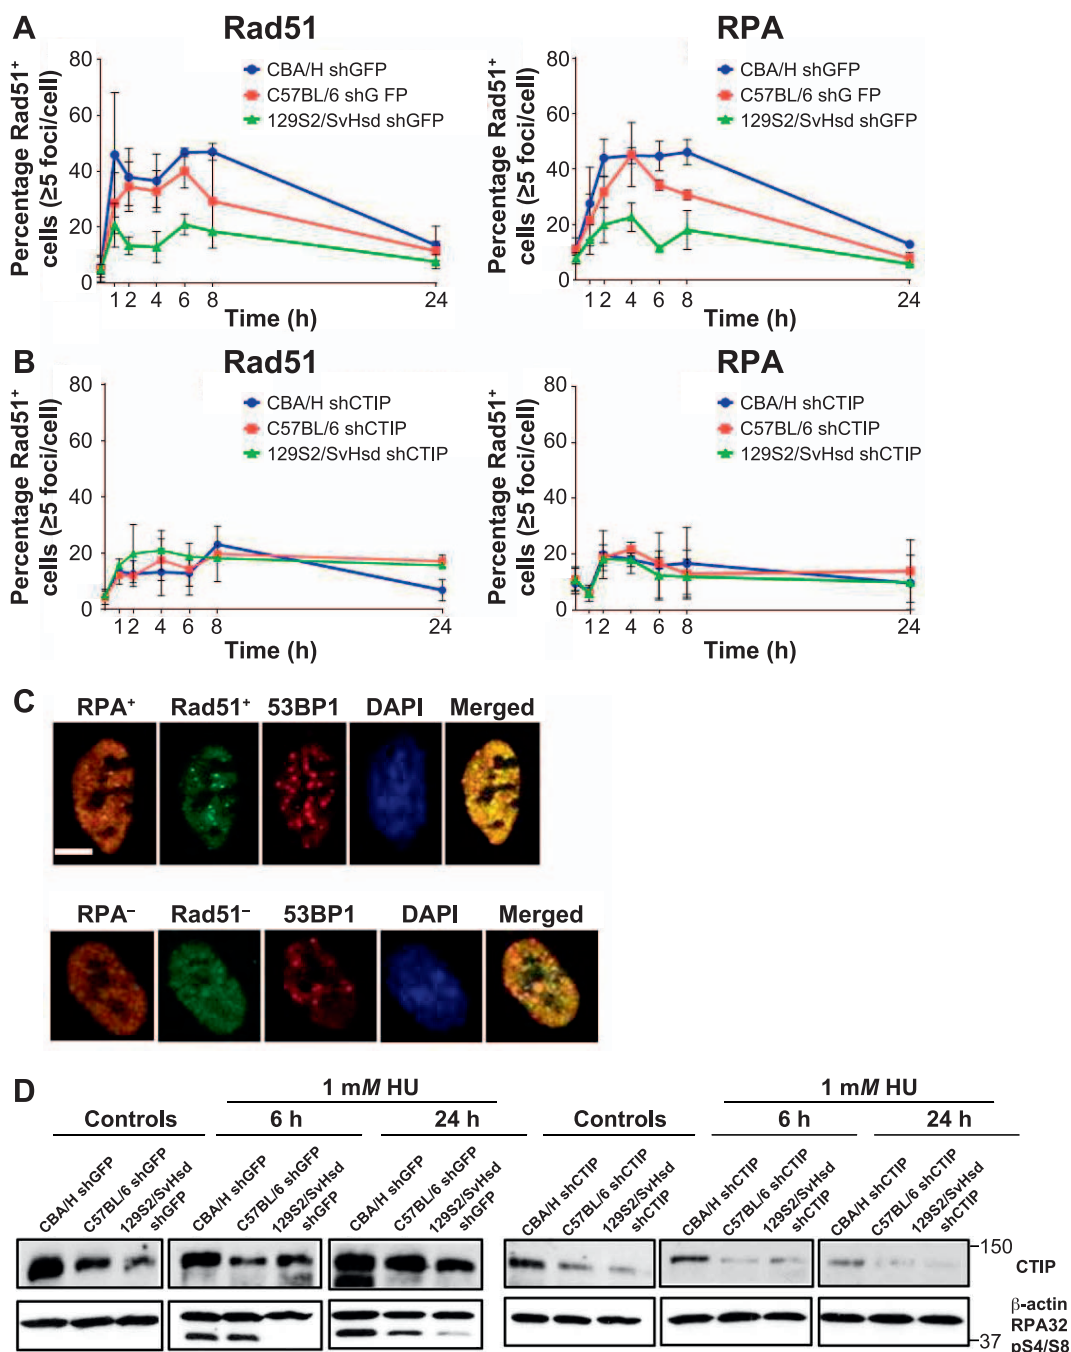 A
Rad51
RPA
Percentage Rad51+
cells (≥5 foci/cell)
80
60
40
20
0
CBA/H shGFP
C57BL/6 shG FP
129S2/SvHsd shGFP
1 2 4 6 8 24
Time (h)
Percentage Rad51+
cells (≥5 foci/cell)
80
60
40
20
0
CBA/H shGFP
C57BL/6 shG FP
129S2/SvHsd shGFP
1 2 4 6 8 24
Time (h)
B
Rad51
RPA
Percentage Rad51+
cells (≥5 foci/cell)
80
60
40
20
0
CBA/H shCTIP
C57BL/6 shCTIP
129S2/SvHsd shCTIP
1 2 4 6 8 24
Time (h)
Percentage Rad51+
cells (≥5 foci/cell)
80
60
40
20
0
CBA/H shCTIP
C57BL/6 shCTIP
129S2/SvHsd shCTIP
1 2 4 6 8 24
Time (h)
C
RPA+ Rad51+ 53BP1 DAPI Merged
RPA− Rad51− 53BP1 DAPI Merged
D
1 mM HU
1 mM HU
Controls 6 h 24 h Controls 6 h 24 h
CBA/H shGFP
C57BL/6 shGFP
129S2/SvHsd
shGFP
CBA/H shGFP
C57BL/6 shGFP
129S2/SvHsd
shGFP
CBA/H shGFP
C57BL/6 shGFP
129S2/SvHsd
shGFP
CBA/H shCTIP
C57BL/6 shCTIP
129S2/SvHsd
shCTIP
CBA/H shCTIP
C57BL/6 shCTIP
129S2/SvHsd
shCTIP
CBA/H shCTIP
C57BL/6 shCTIP
129S2/SvHsd
shCTIP
150
CTIP
β-actin
RPA32
37 pS4/S8